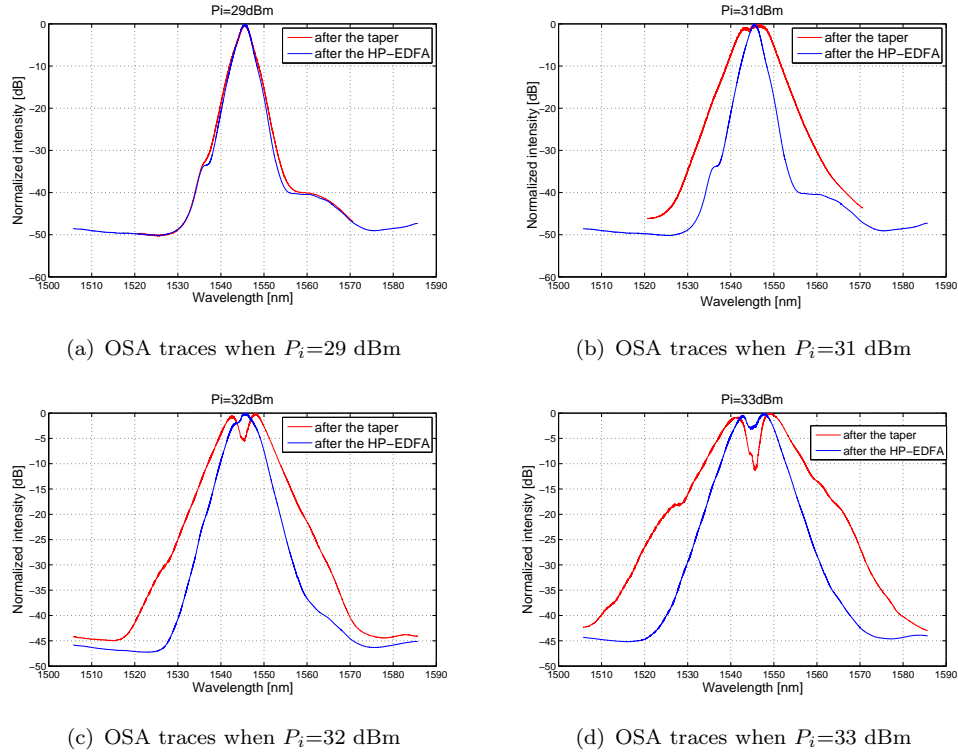 Pi=29dBm
Normalized intensity [dB]
0
−10
−20
−30
−40
−50
−60
after the taper
after the HP−EDFA
1500 1510 1520 1530 1540 1550 1560 1570 1580 1590
Wavelength [nm]
(a) OSA traces when Pi=29 dBm
Pi=31dBm
Normalized intensity [dB]
0
−10
−20
−30
−40
−50
−60
after the taper
after the HP−EDFA
1500 1510 1520 1530 1540 1550 1560 1570 1580 1590
Wavelength [nm]
(b) OSA traces when Pi=31 dBm
Pi=32dBm
Normalized intensity [dB]
0
−5
−10
−15
−20
−25
−30
−35
−40
−45
−50
after the taper
after the HP−EDFA
1500 1510 1520 1530 1540 1550 1560 1570 1580 1590
Wavelength [nm]
(c) OSA traces when Pi=32 dBm
Pi=33dBm
Normalized intensity [dB]
0
−5
−10
−15
−20
−25
−30
−35
−40
−45
−50
after the taper
after the HP−EDFA
1500 1510 1520 1530 1540 1550 1560 1570 1580 1590
Wavelength [nm]
(d) OSA traces when Pi=33 dBm